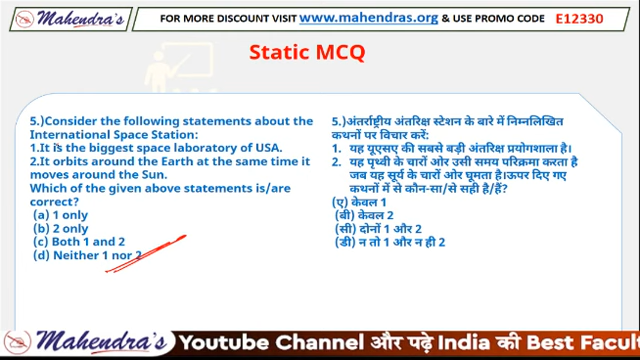 Mahendra's
FOR MORE DISCOUNT VISIT www.mahendras.org & USE PROMO CODE E12330
Mahendra's
Static MCQ
5.)Consider the following statements about the
International Space Station:
1.It is the biggest space laboratory of USA.
2.It orbits around the Earth at the same time it
moves around the Sun.
Which of the given above statements is/are
correct?
(a) 1 only
(b) 2 only
(c) Both 1 and 2
(d) Neither 1 nor 2
5.)अंतर्राष्ट्रीय अंतरिक्ष स्टेशन के बारे में निम्नलिखित
कथनों पर विचार करें:
1. यह यूएसए की सबसे बड़ी अंतरिक्ष प्रयोगशाला है।
2. यह पृथ्वी के चारों ओर उसी समय परिक्रमा करता है
जब यह सूर्य के चारों ओर घूमता है।ऊपर दिए गए
कथनों में से कौन-सा/से सही है/हैं?
(ए) केवल 1
(बी) केवल 2
(सी) दोनों 1 और 2
(डी) न तो 1 और न ही 2
Mahendra's Youtube Channel और पढ़े India की Best Facul